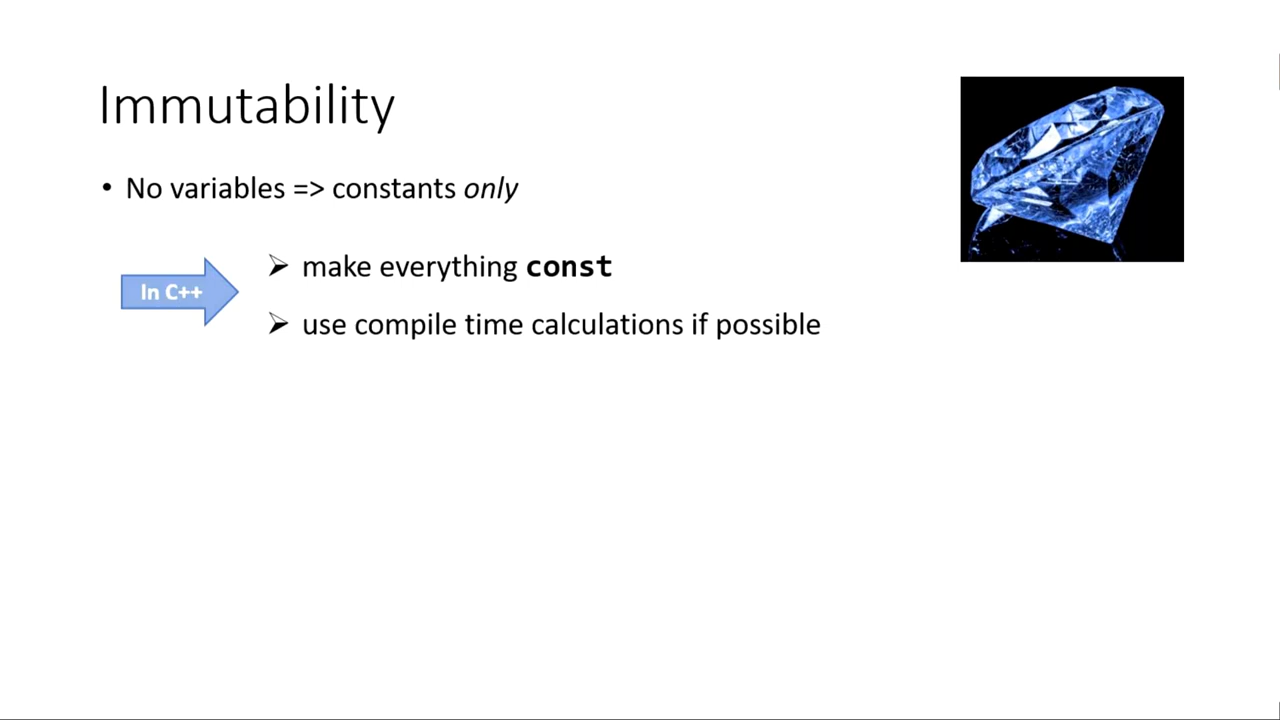 Immutability
• No variables => constants only
In C++
➢ make everything const
➢ use compile time calculations if possible